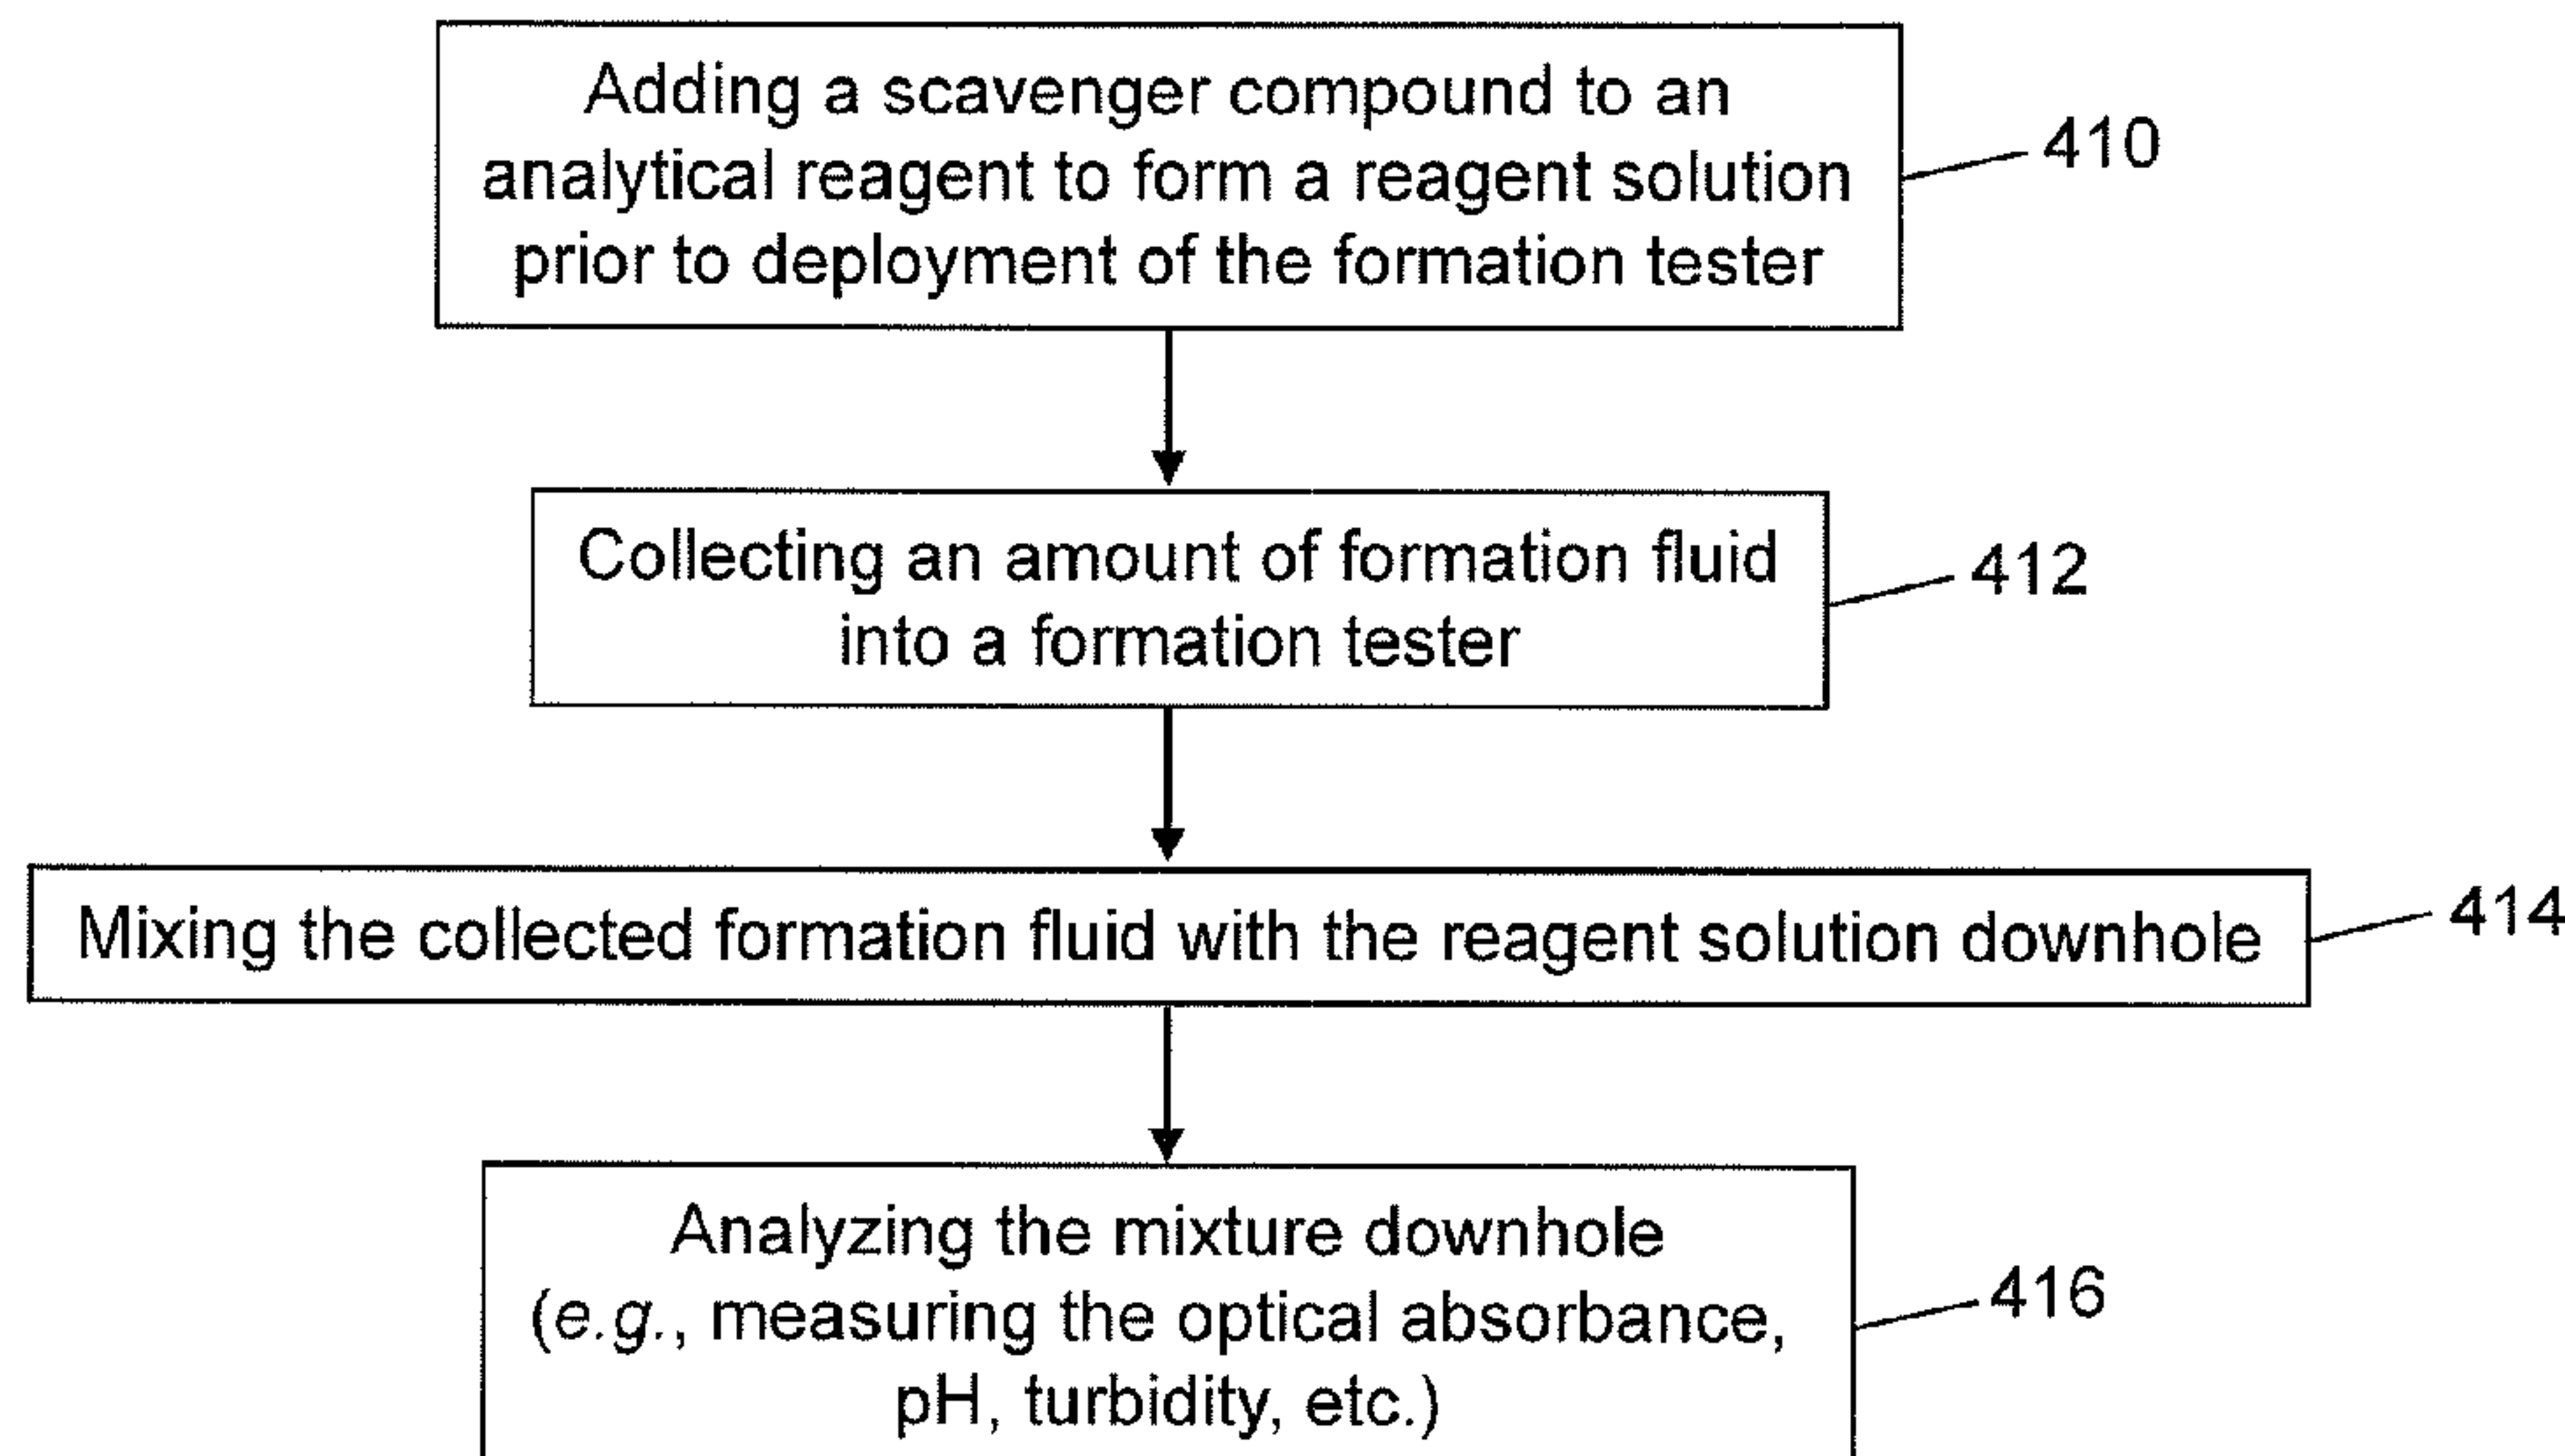 Adding a scavenger compound to an
analytical reagent to form a reagent solution
prior to deployment of the formation tester
410
Collecting an amount of formation fluid
into a formation tester
412
Mixing the collected formation fluid with the reagent solution downhole
414
Analyzing the mixture downhole
(e.g., measuring the optical absorbance,
pH, turbidity, etc.)
416